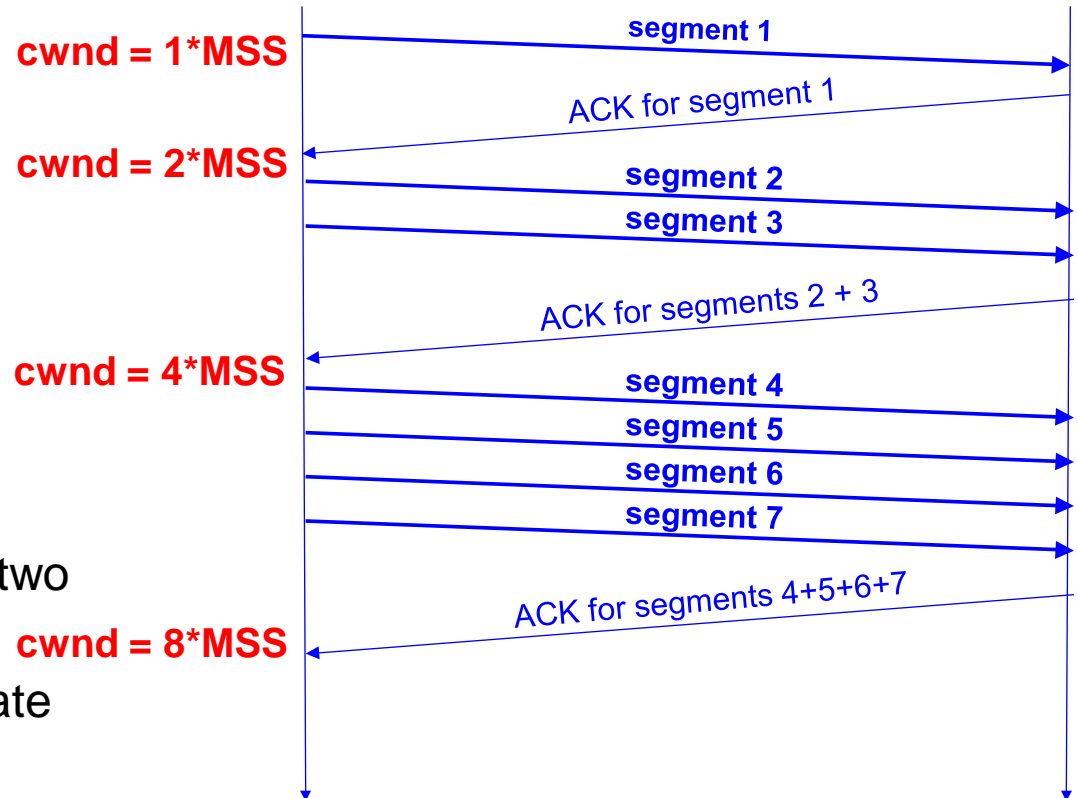 segment 1
cwnd = 1*MSS
ACK for segment 1
cwnd = 2*MSS
segment 2
segment 3
ACK for segments 2 + 3
cwnd = 4*MSS
segment 4
segment 5
segment 6
segment 7
two
ACK for segments 4+5+6+7
cwnd = 8*MSS
ate